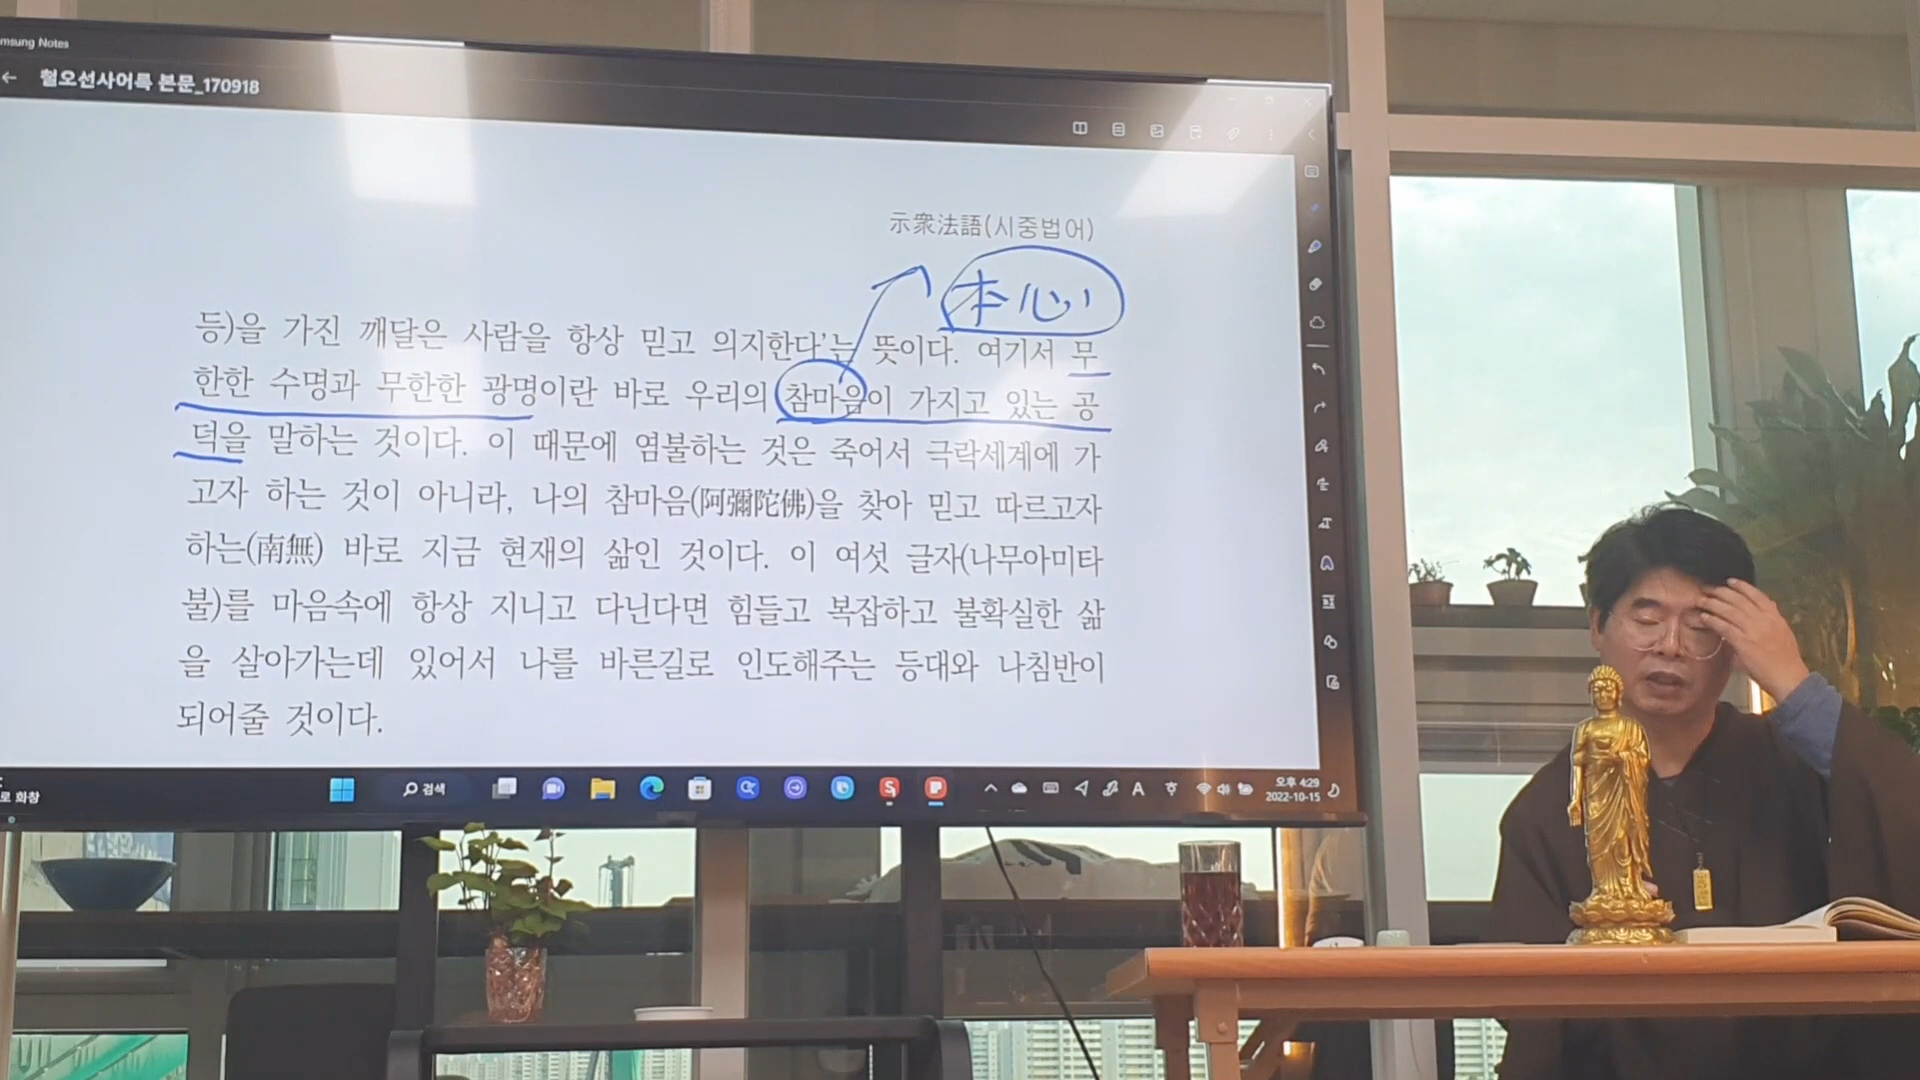 msung Notes
철오선사어록 본문_170918
示衆法語(시중법어)
本心
등)을 가진 깨달은 사람을 항상 믿고 의지한다'는 뜻이다. 여기서 무
한한 수명과 무한한 광명이란 바로 우리의 참마음이 가지고 있는 공
덕을 말하는 것이다. 이 때문에 염불하는 것은 죽어서 극락세계에 가
고자 하는 것이 아니라, 나의 참마음(阿彌陀佛)을 찾아 믿고 따르고자
하는(南無) 바로 지금 현재의 삶인 것이다. 이 여섯 글자(나무아미타
불)를 마음속에 항상 지니고 다닌다면 힘들고 복잡하고 불확실한 삶
을 살아가는데 있어서 나를 바른길로 인도해주는 등대와 나침반이
되어줄 것이다.
로 화창
검색
A
오후 4:29
2022-10-15